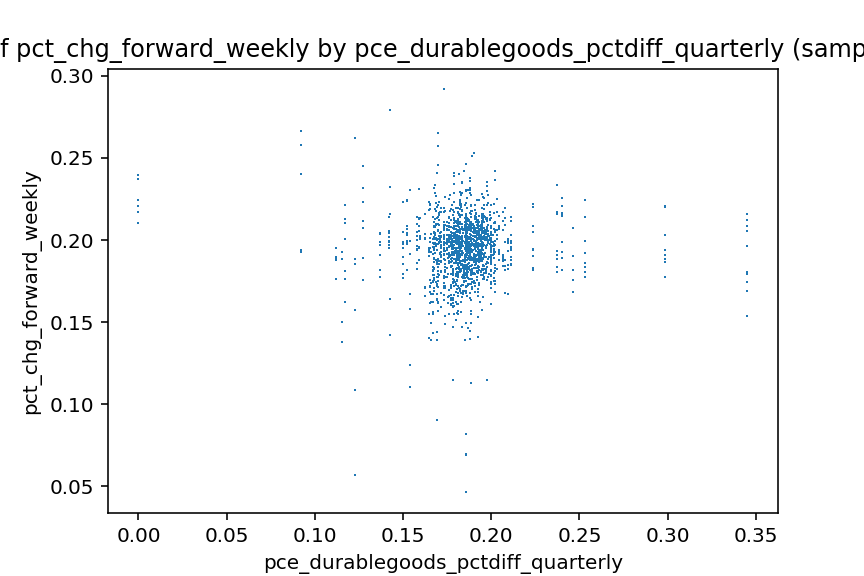 f pct_chg_forward_weekly by pce_durablegoods_pctdiff_quarterly (samp
0.30
0.25
0.20
0.15
0.10
0.05
pct_chg_forward_weekly
0.00 0.05 0.10 0.15 0.20 0.25 0.30 0.35
pce_durablegoods_pctdiff_quarterly